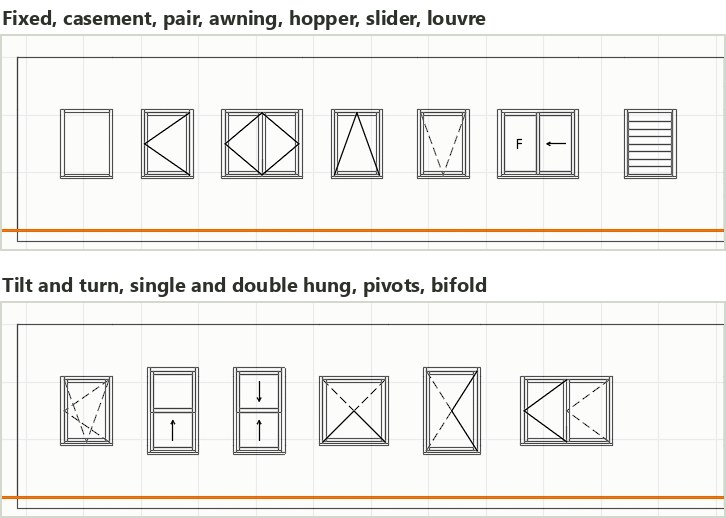 Fixed, casement, pair, awning, hopper, slider, louvre
F
Tilt and turn, single and double hung, pivots, bifold